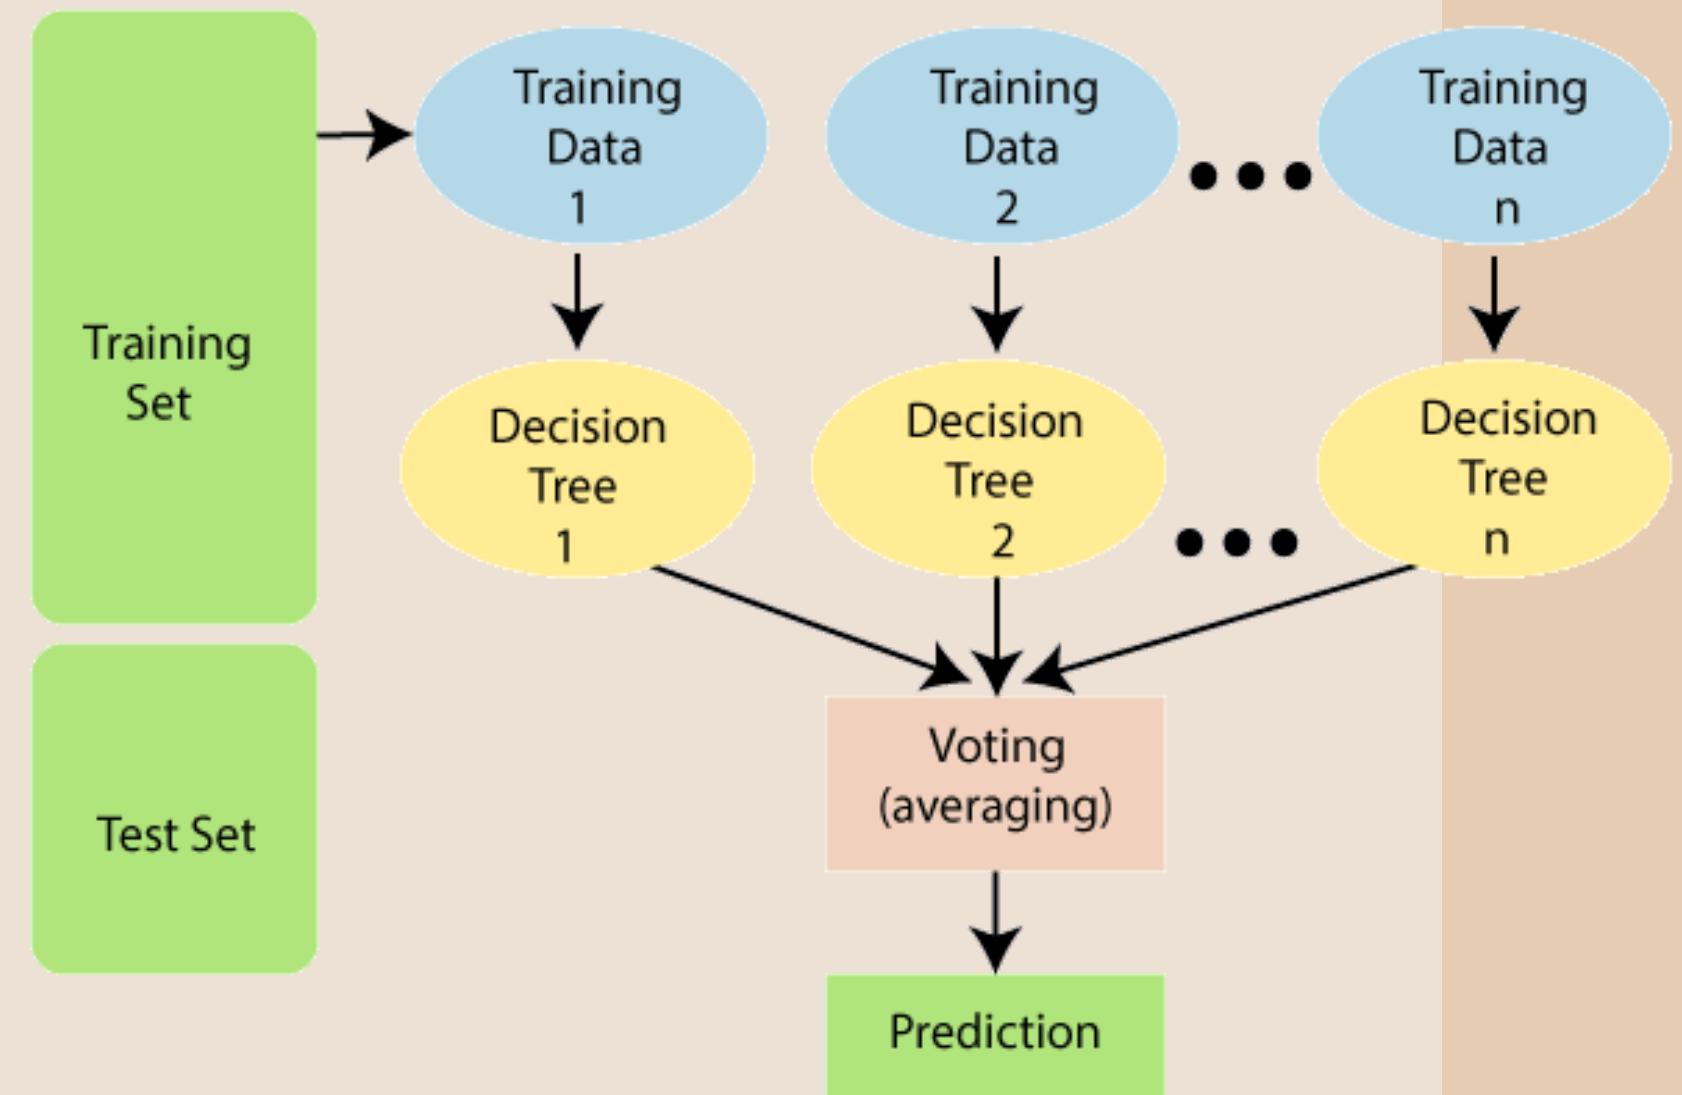 Training
Set
Test Set
Training
Data
1
Training
Data
2
Training
Data
n
Decision
Tree
1
Decision
Tree
2
Decision
Tree
n
Voting
(averaging)
Prediction